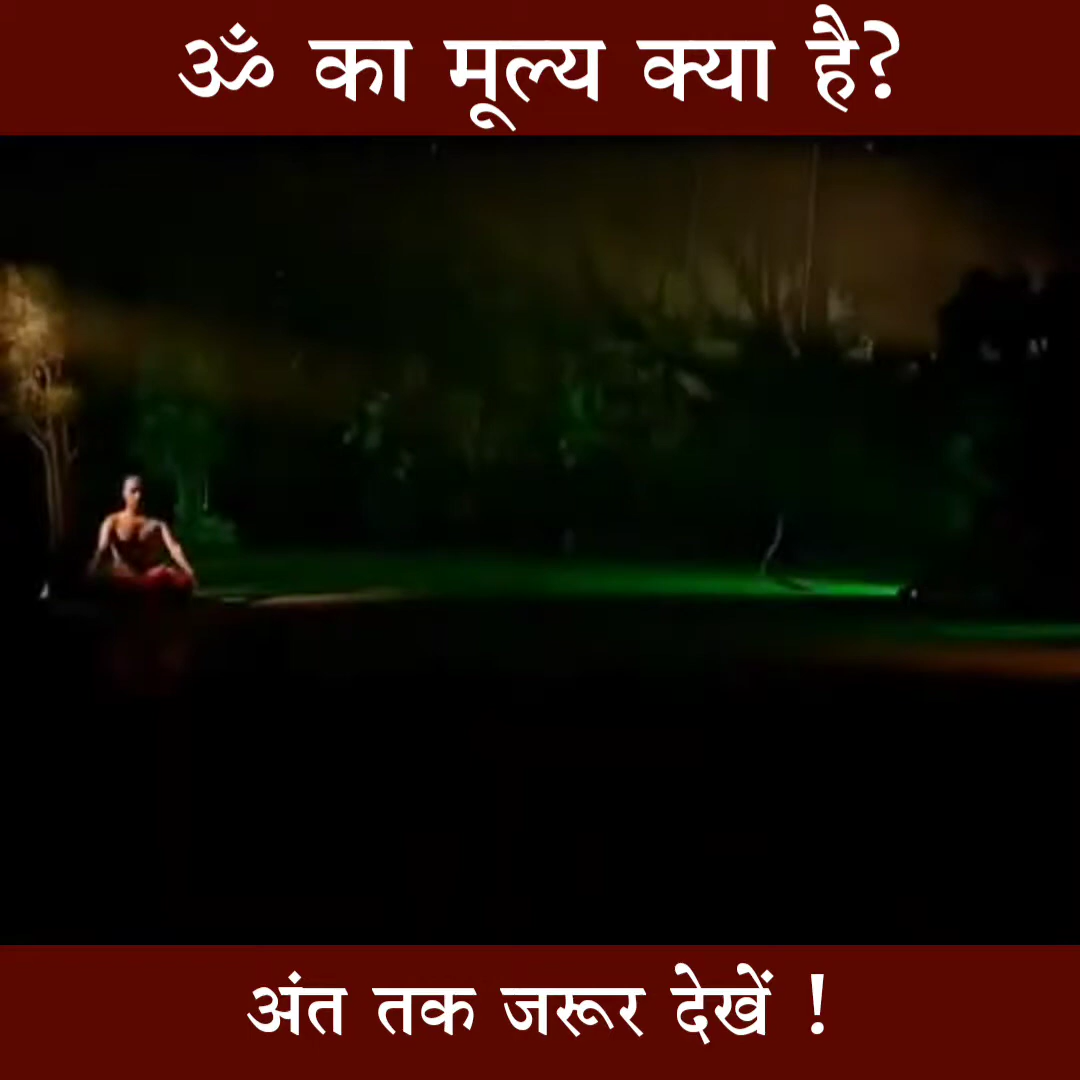 ॐ का मूल्य क्या है?
अंत तक जरूर देखें !